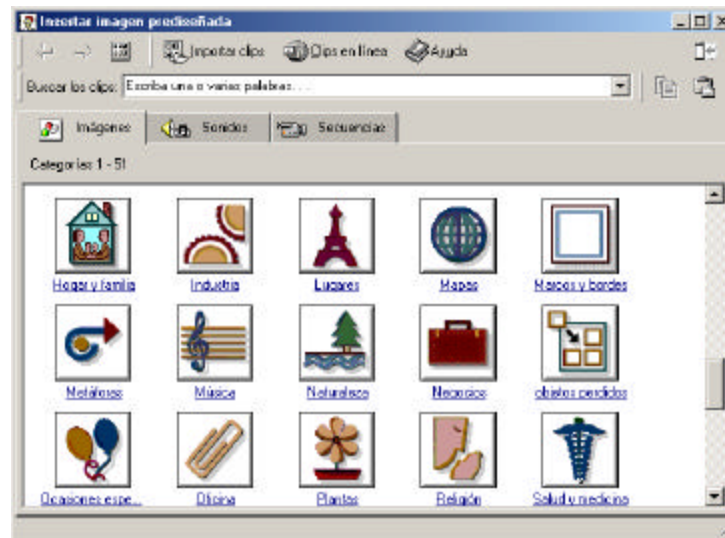 Insertar imagen prediseñada
Importar clips Clips en línea Ayuda
Buscar los clips: Escriba una o varias palabras...
Imágenes Sonidos Secuencias
Categorías 1 - 51
Hogar y familia Industria Lugares Mapas Marcos y bordes
Metáforas Música Naturaleza Negocios objetos perdidos
Ocasiones espe... Oficina Plantas Religión Salud y medicina